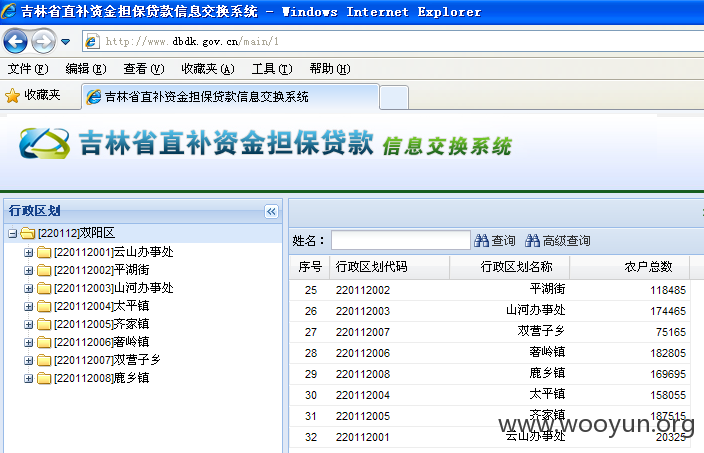 吉林省直补资金担保贷款信息交换系统 - Windows Internet Explorer
http://www.dbdk.gov.cn/main/1
文件(F) 编辑(E) 查看(V) 收藏夹(A) 工具(T) 帮助(H)
收藏夹 吉林省直补资金担保贷款信息交换系统
吉林省直补资金担保贷款 信息交换系统
行政区划
[220112]双阳区
[220112001]云山办事处
[220112002]平湖街
[220112003]山河办事处
[220112004]太平镇
[220112005]齐家镇
[220112006]奢岭镇
[220112007]双营子乡
[220112008]鹿乡镇
姓名： 查询 高级查询
序号 行政区划代码 行政区划名称 农户总数
25 220112002 平湖街 118485
26 220112003 山河办事处 174465
27 220112007 双营子乡 75165
28 220112006 奢岭镇 182805
29 220112008 鹿乡镇 169695
30 220112004 太平镇 158055
31 220112005 齐家镇 187515
32 220112001 云山办事处 20325
www.wooyun.org